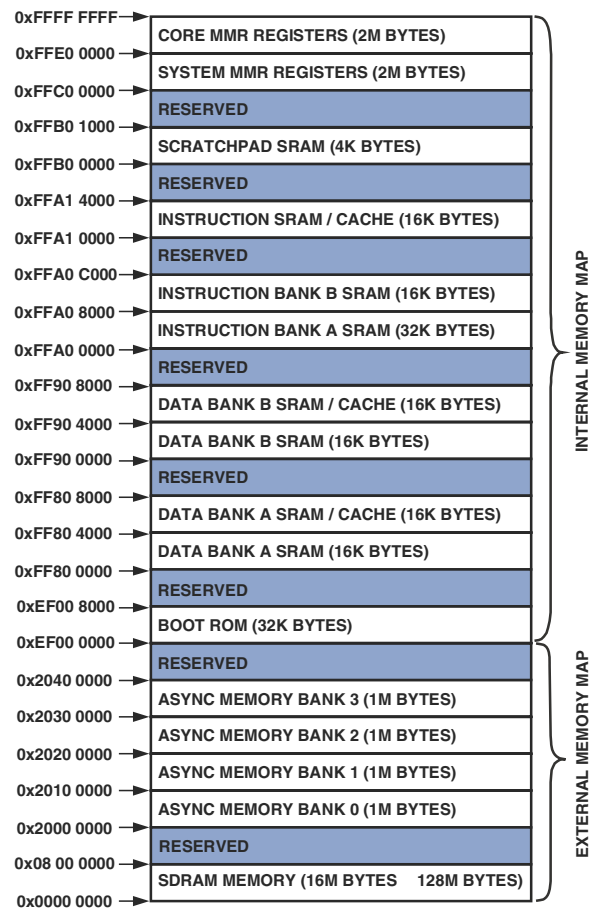 0xFFFF FFFF
CORE MMR REGISTERS (2M BYTES)
0xFFE0 0000
SYSTEM MMR REGISTERS (2M BYTES)
0xFFC0 0000
RESERVED
0xFFB0 1000
SCRATCHPAD SRAM (4K BYTES)
0xFFB0 0000
RESERVED
0xFFA1 4000
INSTRUCTION SRAM / CACHE (16K BYTES)
0xFFA1 0000
RESERVED
0xFFA0 C000
INSTRUCTION BANK B SRAM (16K BYTES)
0xFFA0 8000
INSTRUCTION BANK A SRAM (32K BYTES)
0xFFA0 0000
RESERVED
0xFF90 8000
DATA BANK B SRAM / CACHE (16K BYTES)
0xFF90 4000
DATA BANK B SRAM (16K BYTES)
0xFF90 0000
RESERVED
0xFF80 8000
DATA BANK A SRAM / CACHE (16K BYTES)
0xFF80 4000
DATA BANK A SRAM (16K BYTES)
0xFF80 0000
RESERVED
0xEF00 8000
BOOT ROM (32K BYTES)
0xEF00 0000
RESERVED
0x2040 0000
ASYNC MEMORY BANK 3 (1M BYTES)
0x2030 0000
ASYNC MEMORY BANK 2 (1M BYTES)
0x2020 0000
ASYNC MEMORY BANK 1 (1M BYTES)
0x2010 0000
ASYNC MEMORY BANK 0 (1M BYTES)
0x2000 0000
RESERVED
0x08 00 0000
SDRAM MEMORY (16M BYTES 128M BYTES)
0x0000 0000
INTERNAL MEMORY MAP
EXTERNAL MEMORY MAP